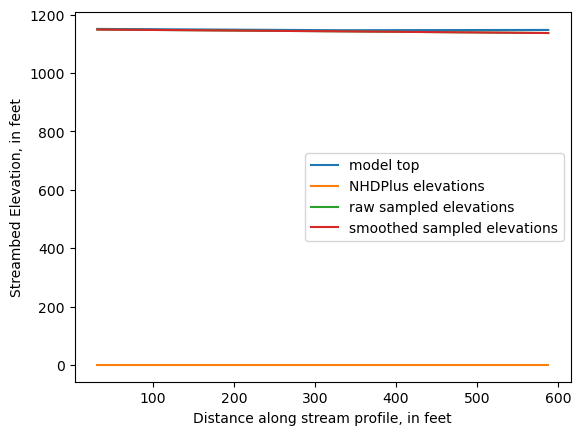 1200
1000
800
600
400
200
0
Streambed Elevation, in feet
model top
NHDPlus elevations
raw sampled elevations
smoothed sampled elevations
100
200
300
400
500
600
Distance along stream profile, in feet